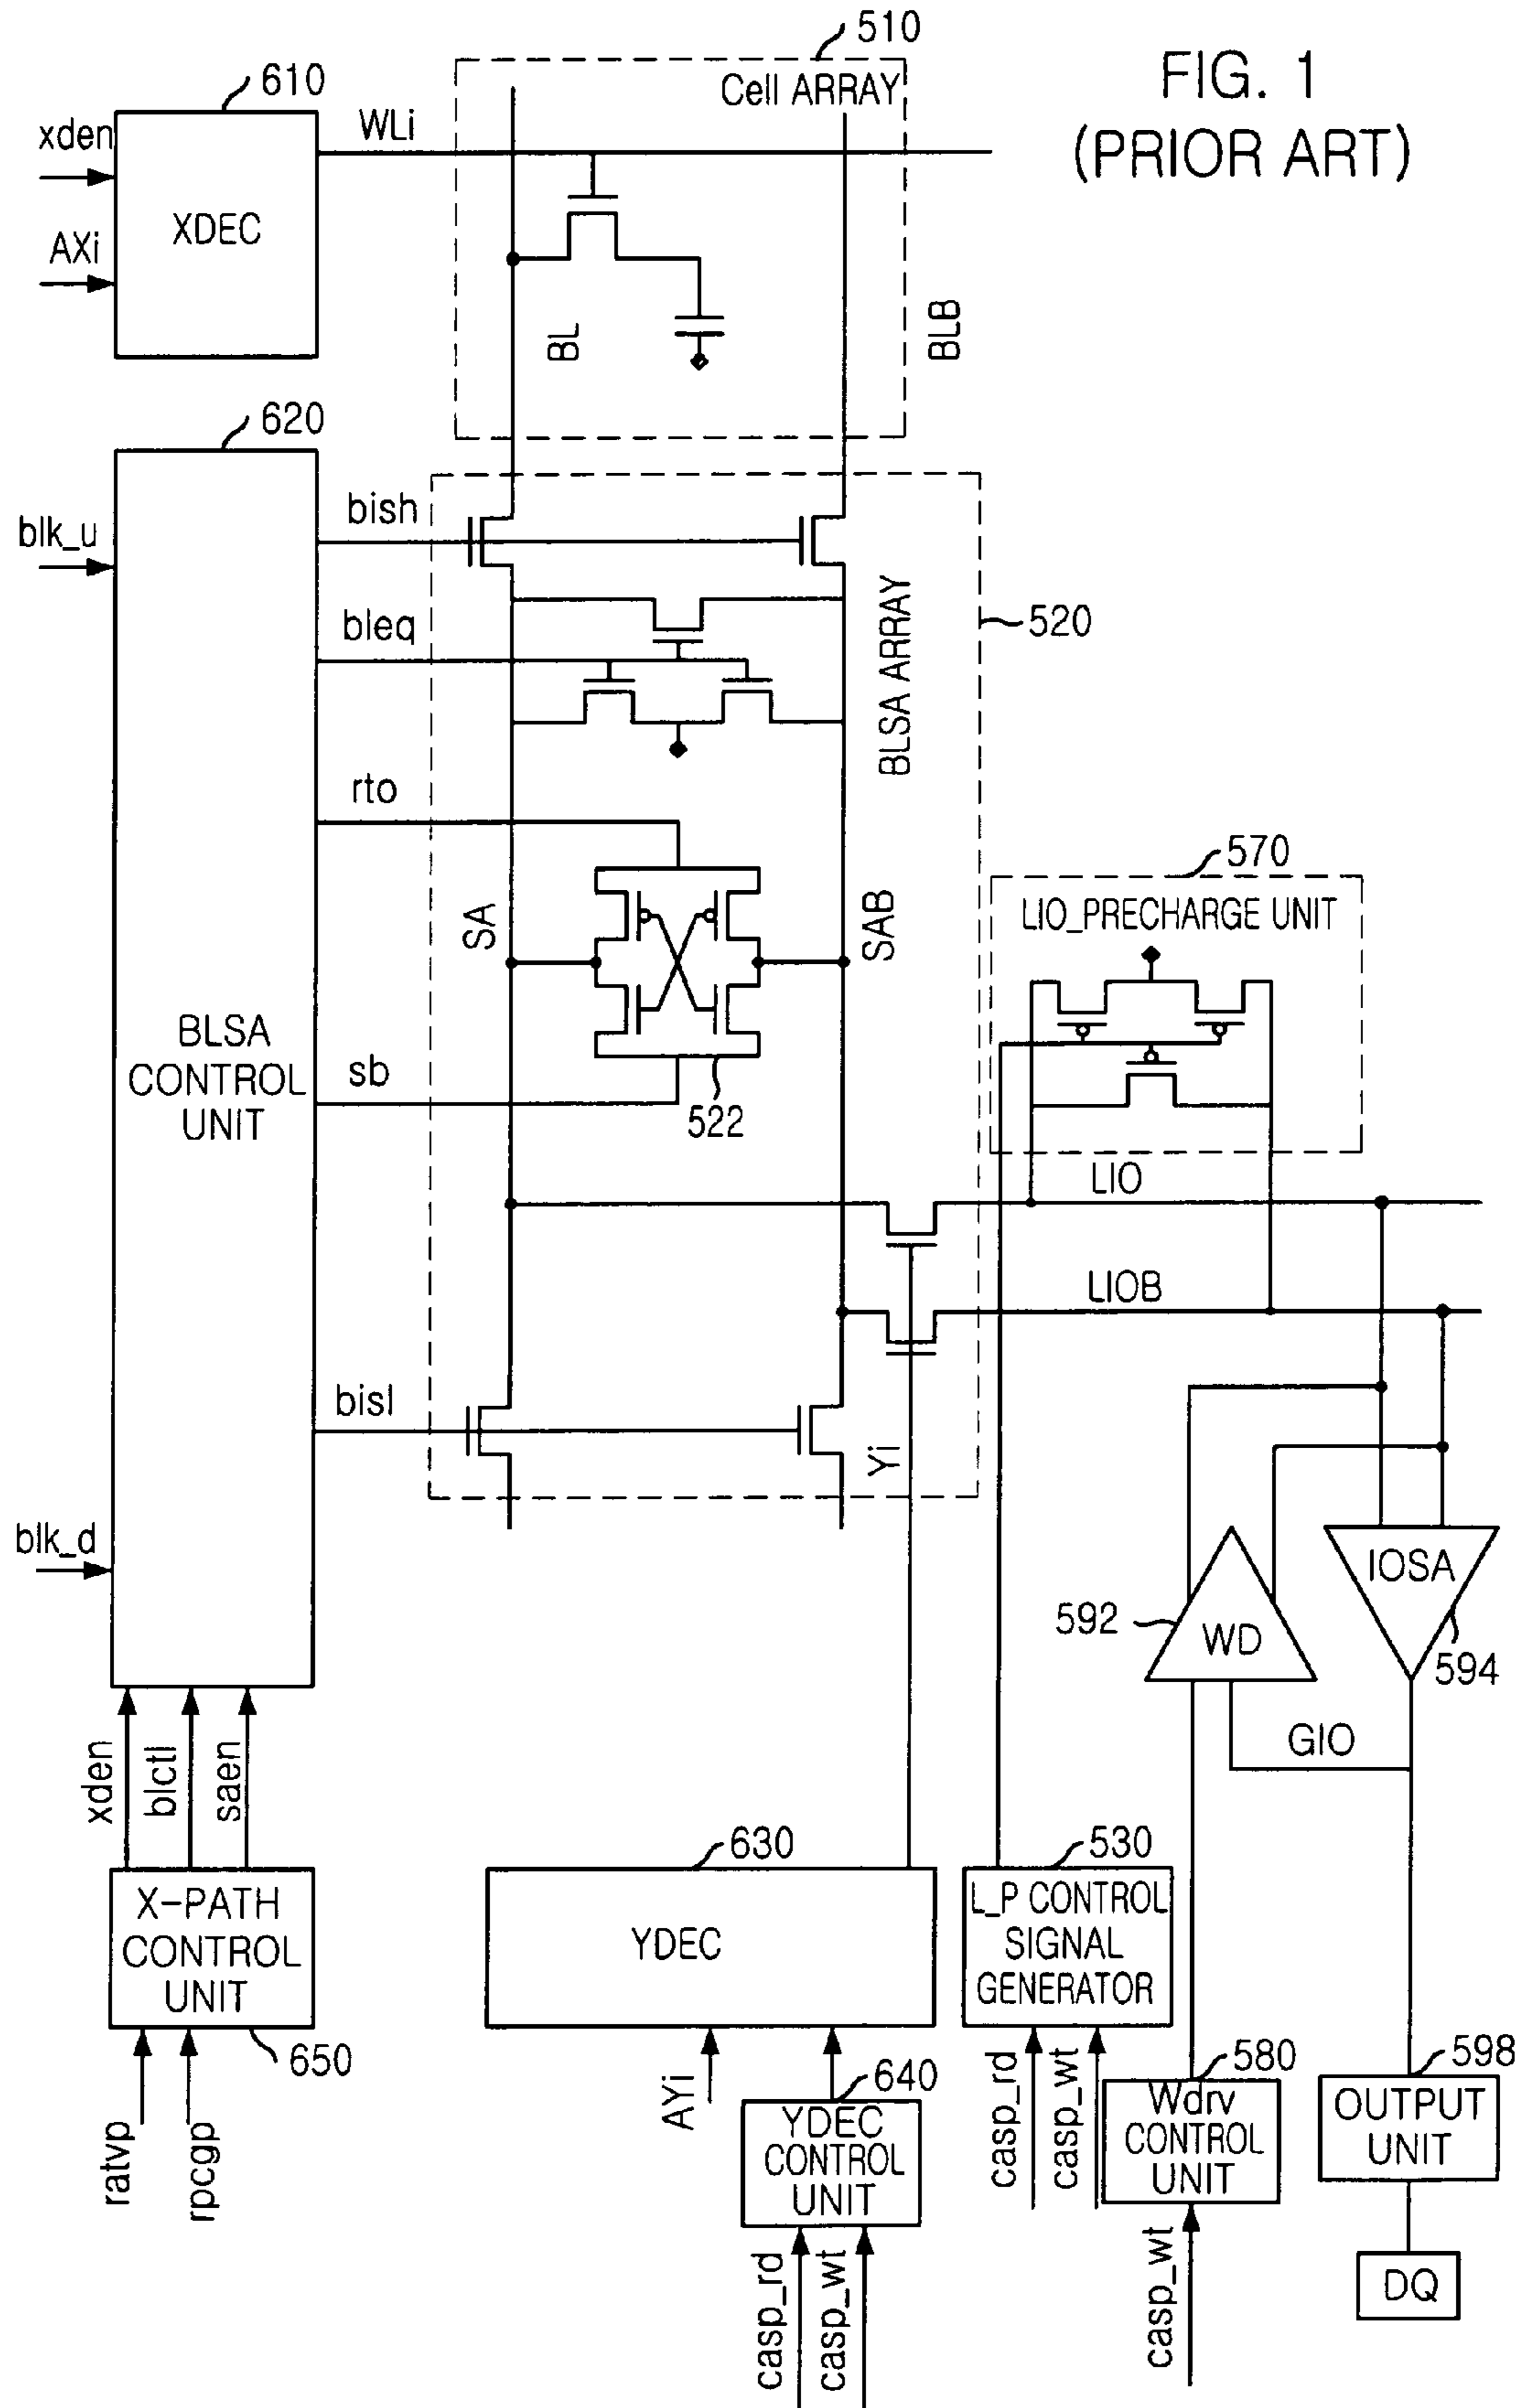 FIG. 1
(PRIOR ART)
510
Cell ARRAY
610
xden
WLi
XDEC
AXi
BL
BLB
620
blk_u
bish
bleq
BLSA ARRAY
520
rto
570
LIO_PRECHARGE UNIT
SA
SAB
BLSA
CONTROL
UNIT
sb
522
LIO
LIOB
bisl
Yi
blk_d
IOSA
592
WD
594
GIO
xden
blctl
saen
630
530
X-PATH
CONTROL
UNIT
YDEC
L_P CONTROL
SIGNAL
GENERATOR
650
ratvp
rpcgp
AYi
640
YDEC
CONTROL
UNIT
casp_rd
casp_wt
casp_rd
casp_wt
580
Wdrv
CONTROL
UNIT
casp_wt
598
OUTPUT
UNIT
DQ